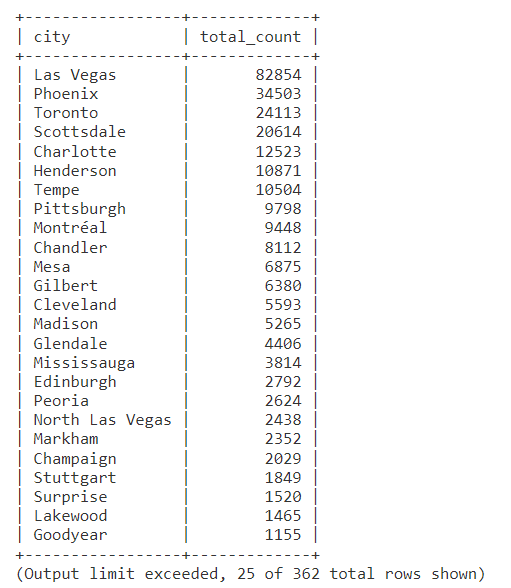 +-----------------+-------------+
| city            | total_count |
+-----------------+-------------+
| Las Vegas       |       82854 |
| Phoenix         |       34503 |
| Toronto         |       24113 |
| Scottsdale      |       20614 |
| Charlotte       |       12523 |
| Henderson       |       10871 |
| Tempe           |       10504 |
| Pittsburgh      |        9798 |
| Montréal        |        9448 |
| Chandler        |        8112 |
| Mesa            |        6875 |
| Gilbert         |        6380 |
| Cleveland       |        5593 |
| Madison         |        5265 |
| Glendale        |        4406 |
| Mississauga     |        3814 |
| Edinburgh       |        2792 |
| Peoria          |        2624 |
| North Las Vegas |        2438 |
| Markham         |        2352 |
| Champaign       |        2029 |
| Stuttgart       |        1849 |
| Surprise        |        1520 |
| Lakewood        |        1465 |
| Goodyear        |        1155 |
+-----------------+-------------+
(Output limit exceeded, 25 of 362 total rows shown)